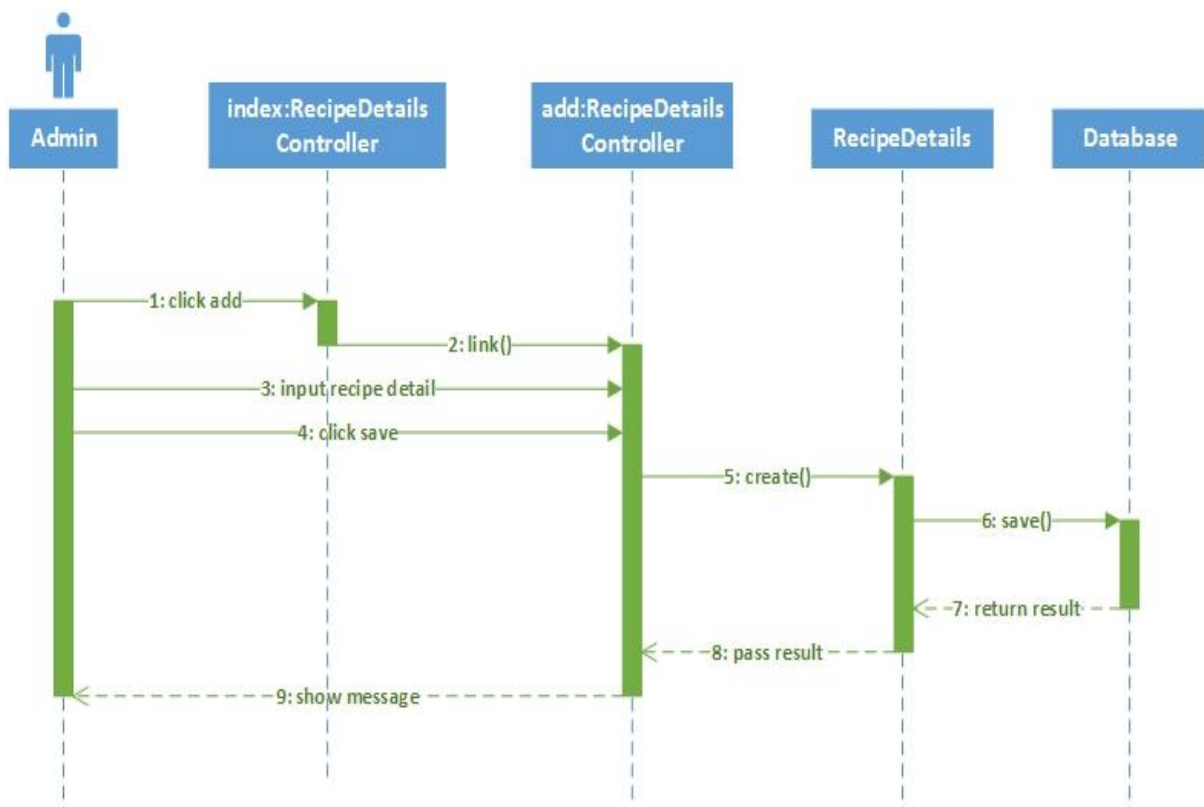 Admin
index:RecipeDetails
Controller
add:RecipeDetails
Controller
RecipeDetails
Database
1: click add
2: link()
3: input recipe detail
4: click save
5: create()
6: save()
7: return result
8: pass result
9: show message